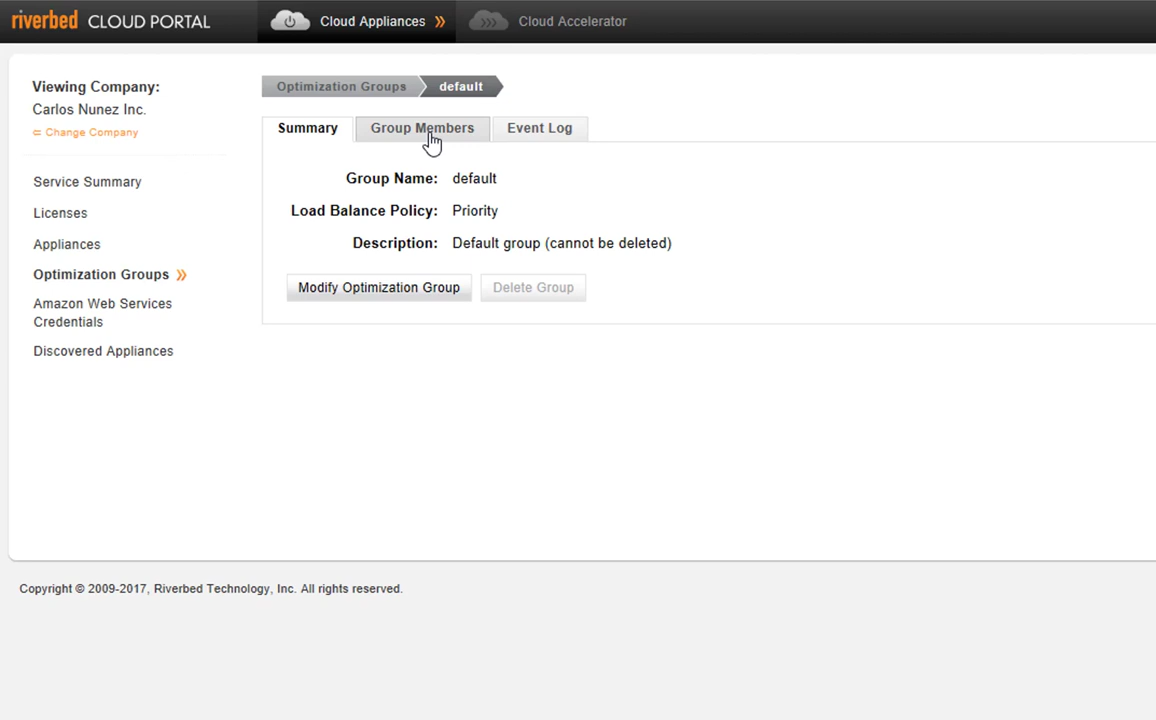 riverbed CLOUD PORTAL
Cloud Appliances »
Cloud Accelerator
Viewing Company:
Carlos Nunez Inc.
Change Company
Service Summary
Licenses
Appliances
Optimization Groups »
Amazon Web Services
Credentials
Discovered Appliances
Optimization Groups
default
Summary
Group Members
Event Log
Group Name: default
Load Balance Policy: Priority
Description: Default group (cannot be deleted)
Modify Optimization Group
Delete Group
Copyright © 2009-2017, Riverbed Technology, Inc. All rights reserved.